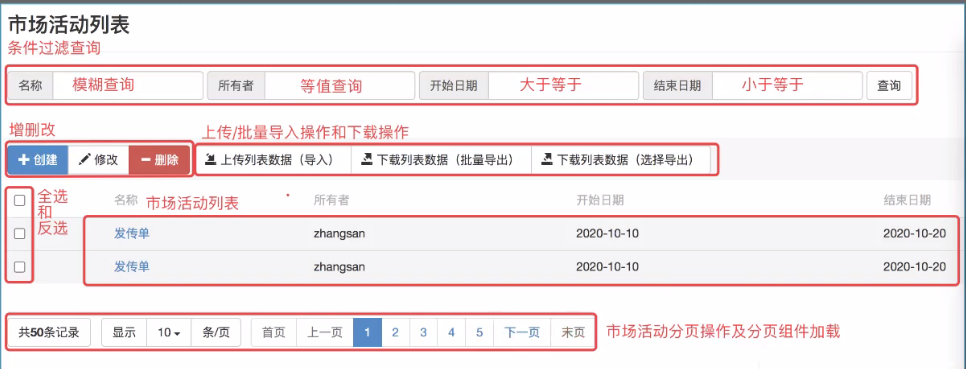 市场活动列表
条件过滤查询
名称 模糊查询 所有者 等值查询 开始日期 大于等于 结束日期 小于等于 查询
增删改 上传/批量导入操作和下载操作
创建 修改 删除 上传列表数据（导入） 下载列表数据（批量导出） 下载列表数据（选择导出）
全选和反选 名称 市场活动列表 所有者 开始日期 结束日期
发传单 zhangsan 2020-10-10 2020-10-20
发传单 zhangsan 2020-10-10 2020-10-20
共50条记录 显示 10 条/页 首页 上一页 1 2 3 4 5 下一页 末页 市场活动分页操作及分页组件加载